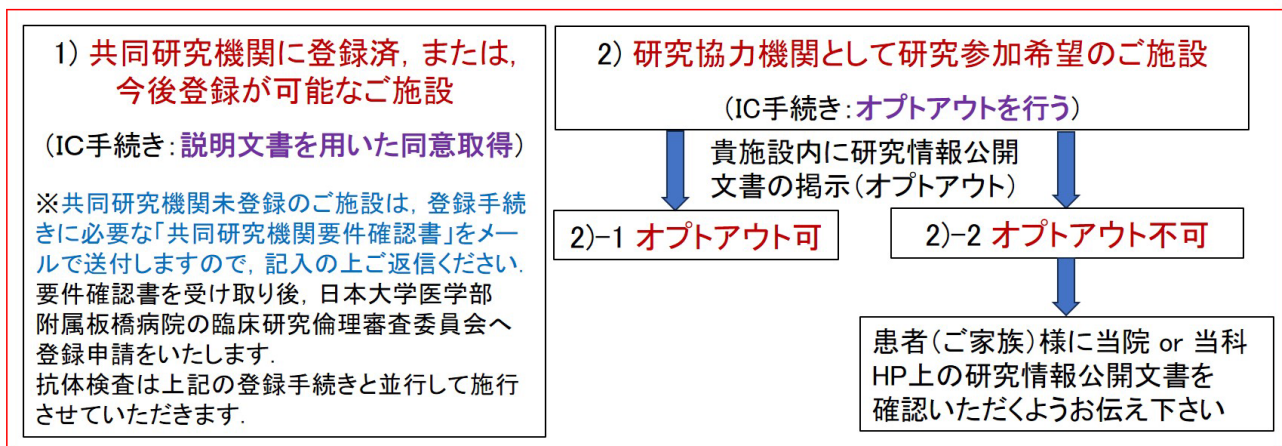 1) 共同研究機関に登録済, または,
今後登録が可能なご施設
(IC手続き:説明文書を用いた同意取得)
※共同研究機関未登録のご施設は, 登録手続
きに必要な「共同研究機関要件確認書」をメー
ルで送付しますので, 記入の上ご返信ください.
要件確認書を受け取り後, 日本大学医学部
附属板橋病院の臨床研究倫理審査委員会へ
登録申請をいたします.
抗体検査は上記の登録手続きと並行して施行
させていただきます.
2) 研究協力機関として研究参加希望のご施設
(IC手続き:オプトアウトを行う)
貴施設内に研究情報公開
文書の掲示(オプトアウト)
2)-1 オプトアウト可
2)-2 オプトアウト不可
患者(ご家族)様に当院 or 当科
HP上の研究情報公開文書を
確認いただくようお伝え下さい